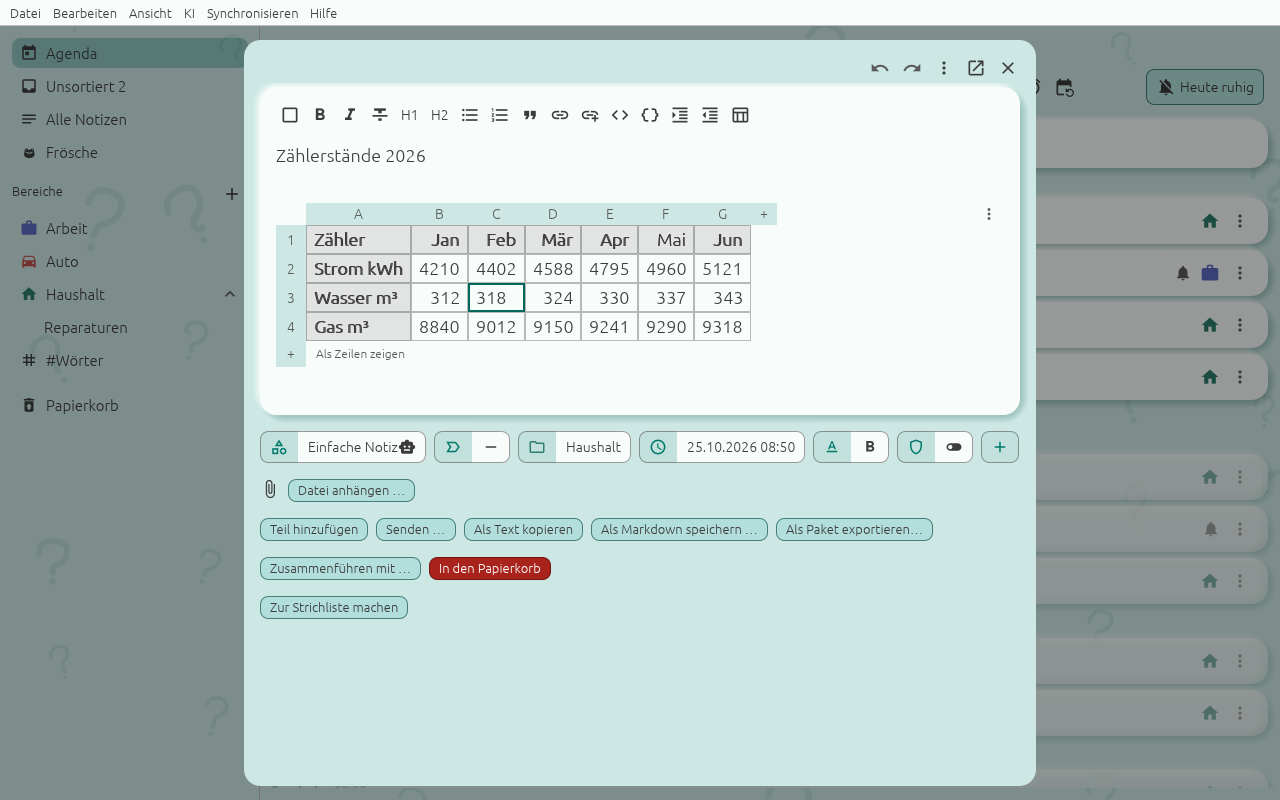 Datei Bearbeiten Ansicht KI Synchronisieren Hilfe
Agenda
Unsortiert 2
Alle Notizen
Frösche
Bereiche
Arbeit
Auto
Haushalt
Reparaturen
#Wörter
Papierkorb
Heute ruhig
B I H1 H2
Zählerstände 2026
A B C D E F G +
1 Zähler Jan Feb Mär Apr Mai Jun
2 Strom kWh 4210 4402 4588 4795 4960 5121
3 Wasser m³ 312 318 324 330 337 343
4 Gas m³ 8840 9012 9150 9241 9290 9318
+ Als Zeilen zeigen
Einfache Notiz — Haushalt 25.10.2026 08:50 A B +
Datei anhängen …
Teil hinzufügen Senden … Als Text kopieren Als Markdown speichern … Als Paket exportieren…
Zusammenführen mit … In den Papierkorb
Zur Strichliste machen